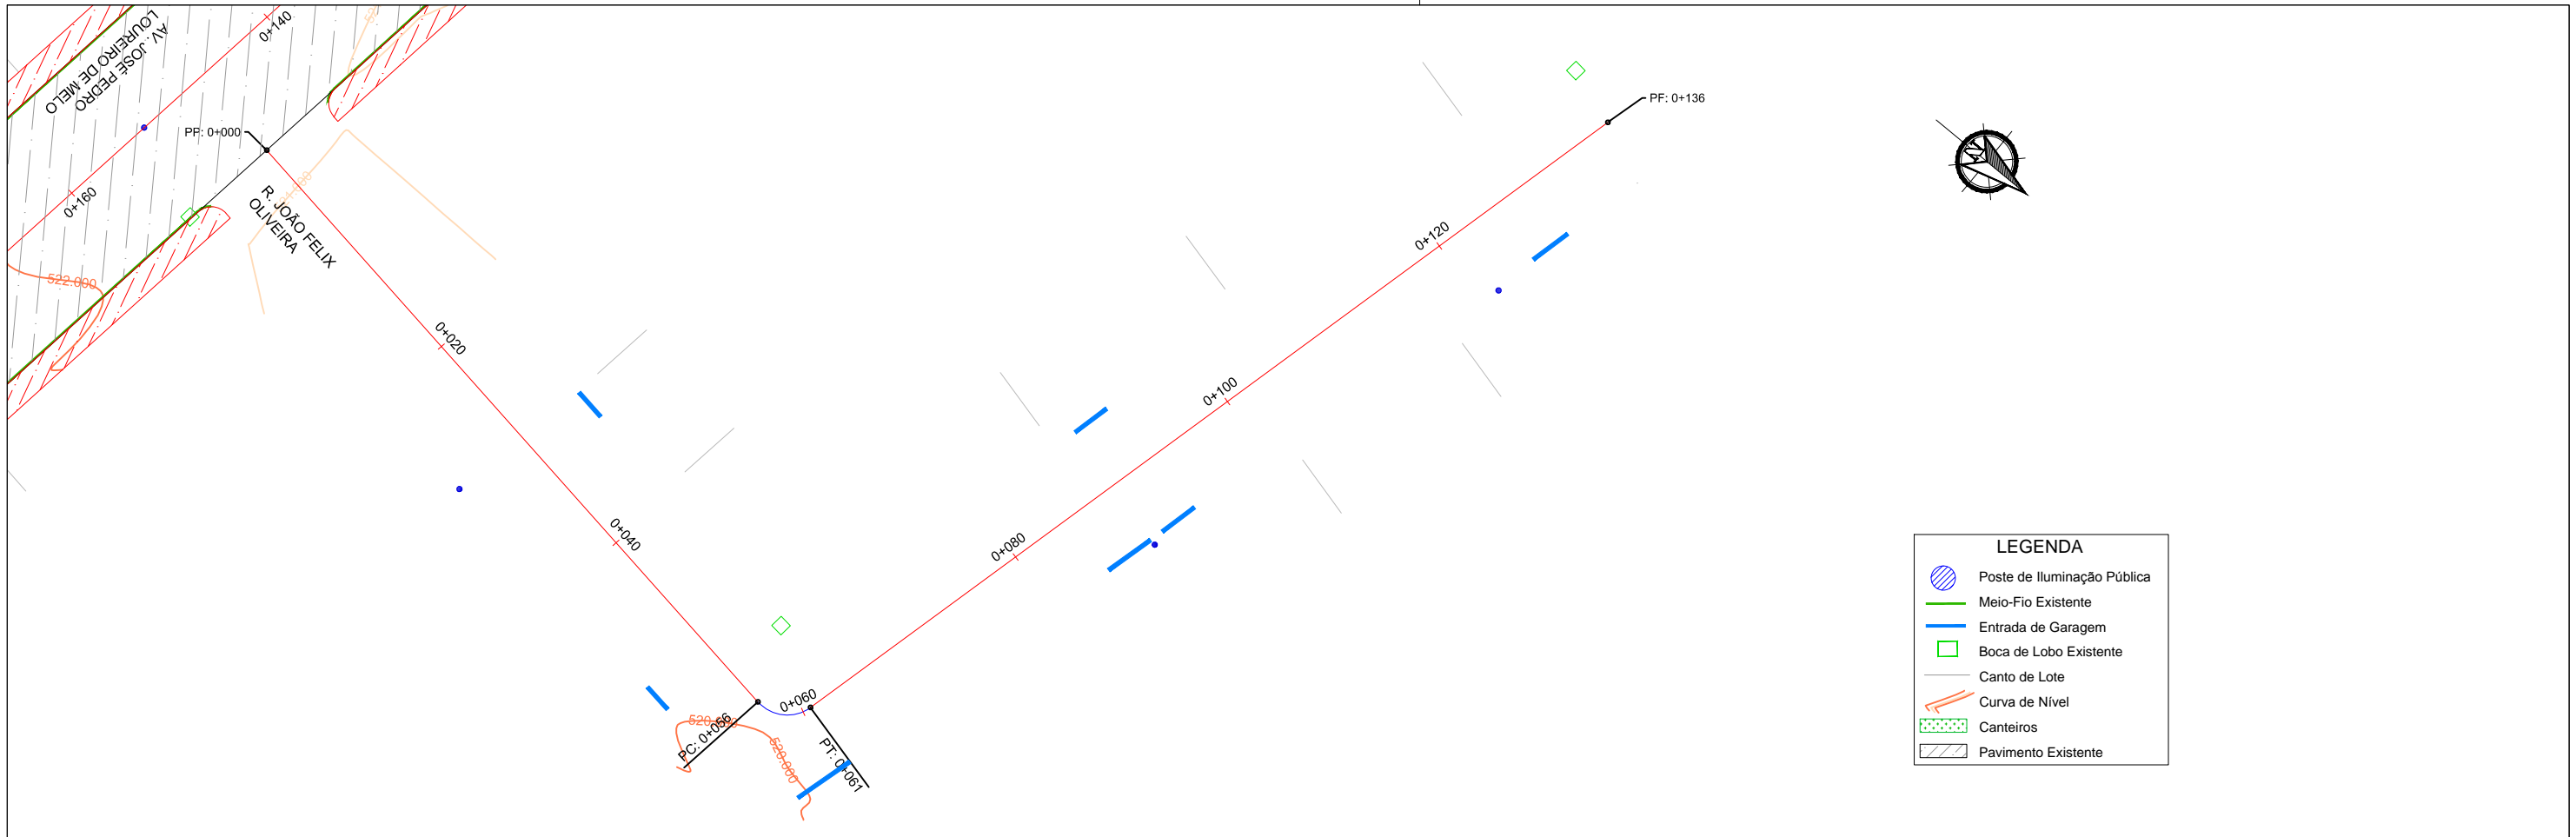 AV. JOSÉ PEDRO
LOUREIRO DE MELO
0+140
0+160
PP: 0+000
R. JOÃO FELIX
OLIVEIRA
522.000
0+020
0+040
PC: 0+056
520.000
0+060
PT: 0+061
0+080
0+100
0+120
PF: 0+136
N
LEGENDA
Poste de Iluminação Pública
Meio-Fio Existente
Entrada de Garagem
Boca de Lobo Existente
Canto de Lote
Curva de Nível
Canteiros
Pavimento Existente